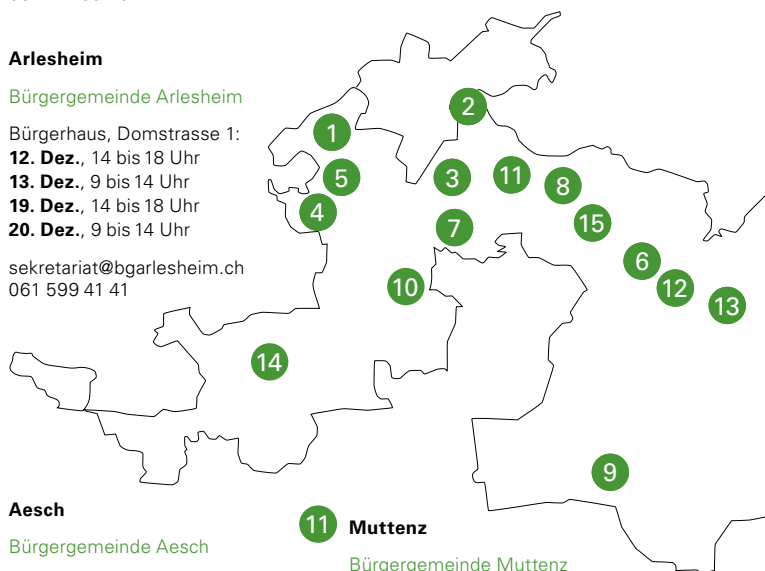 Arlesheim
Bürgergemeinde Arlesheim
Bürgerhaus, Domstrasse 1:
12. Dez., 14 bis 18 Uhr
13. Dez., 9 bis 14 Uhr
19. Dez., 14 bis 18 Uhr
20. Dez., 9 bis 14 Uhr
sekretariat@bgarlesheim.ch
061 599 41 41
2
1
5
3
11
8
4
7
15
6
10
12
13
14
9
Aesch
Bürgergemeinde Aesch
11 Muttenz
Bürgergemeinde Muttenz